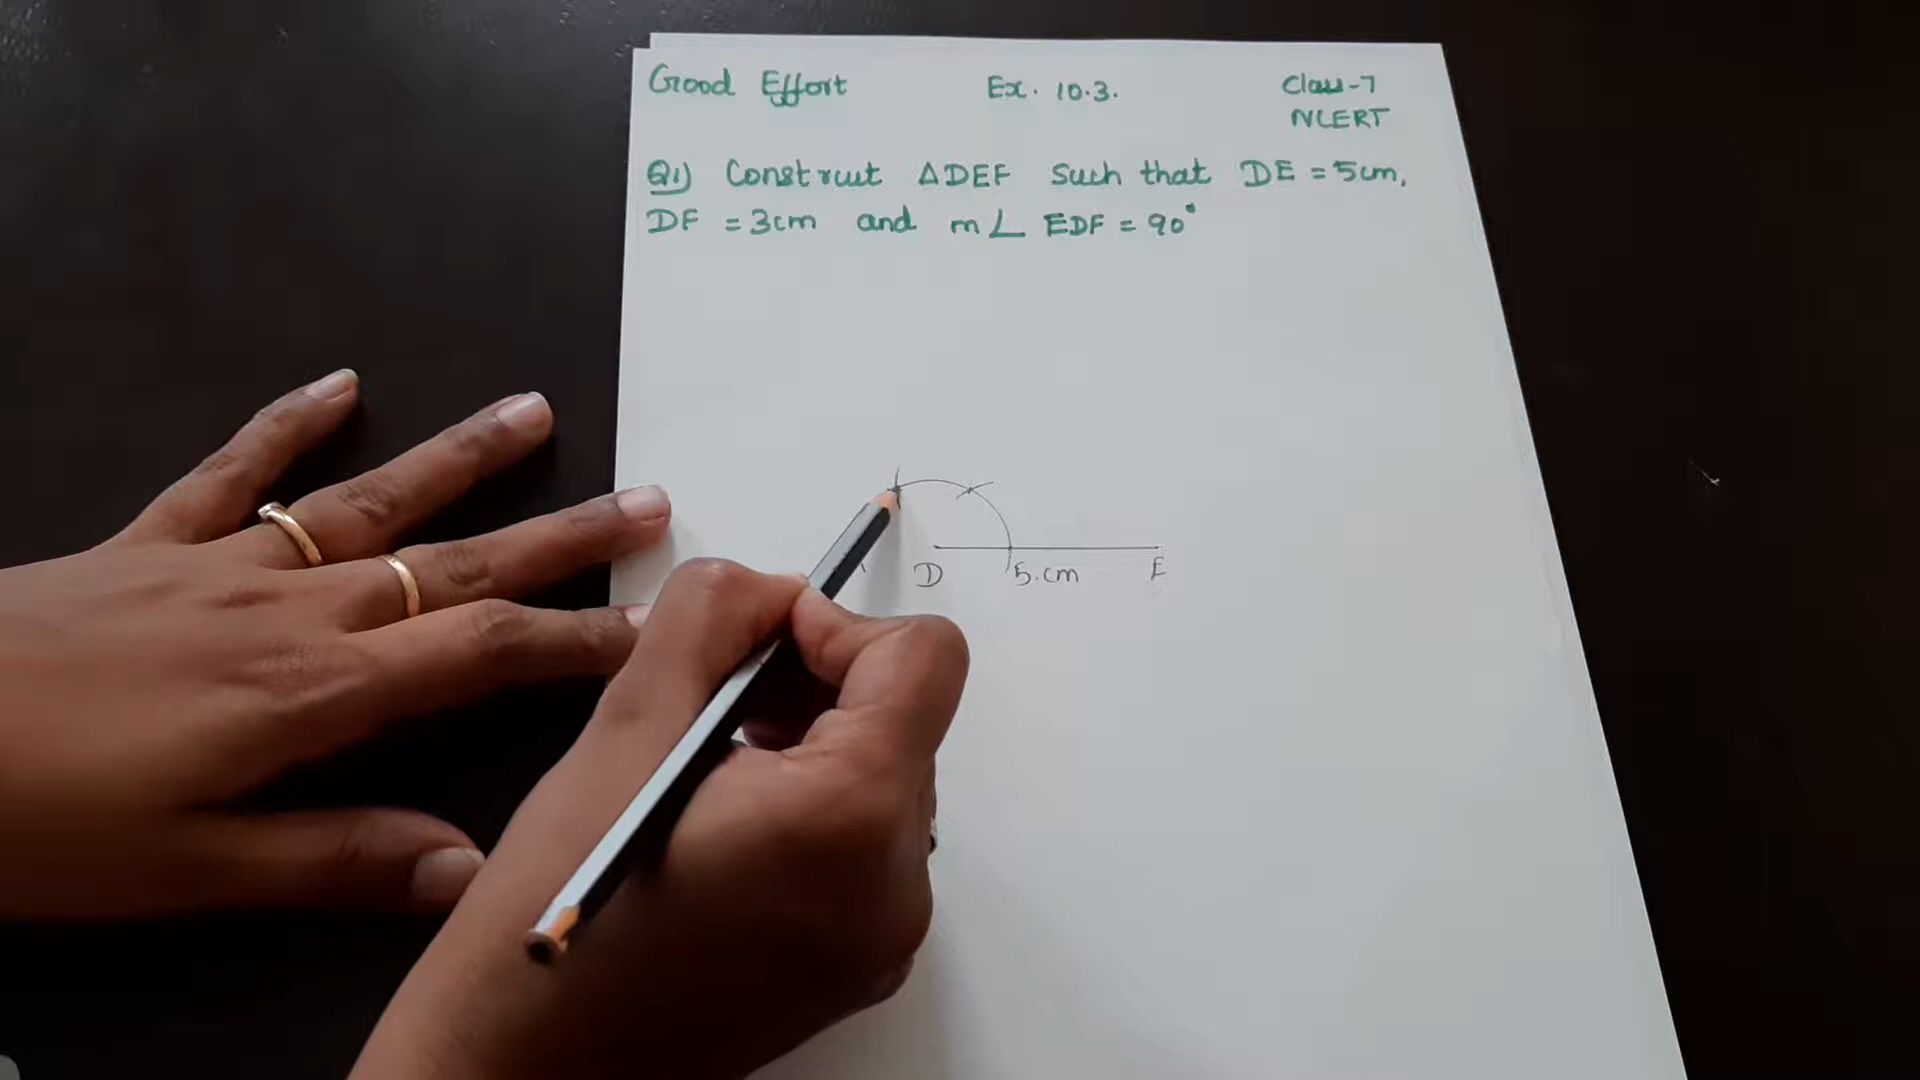 Good Effort Ex. 10.3. Class-7
NCERT
Q1) Construct ΔDEF Such that DE = 5cm,
DF = 3cm and m∠ EDF = 90°
D 5.cm E